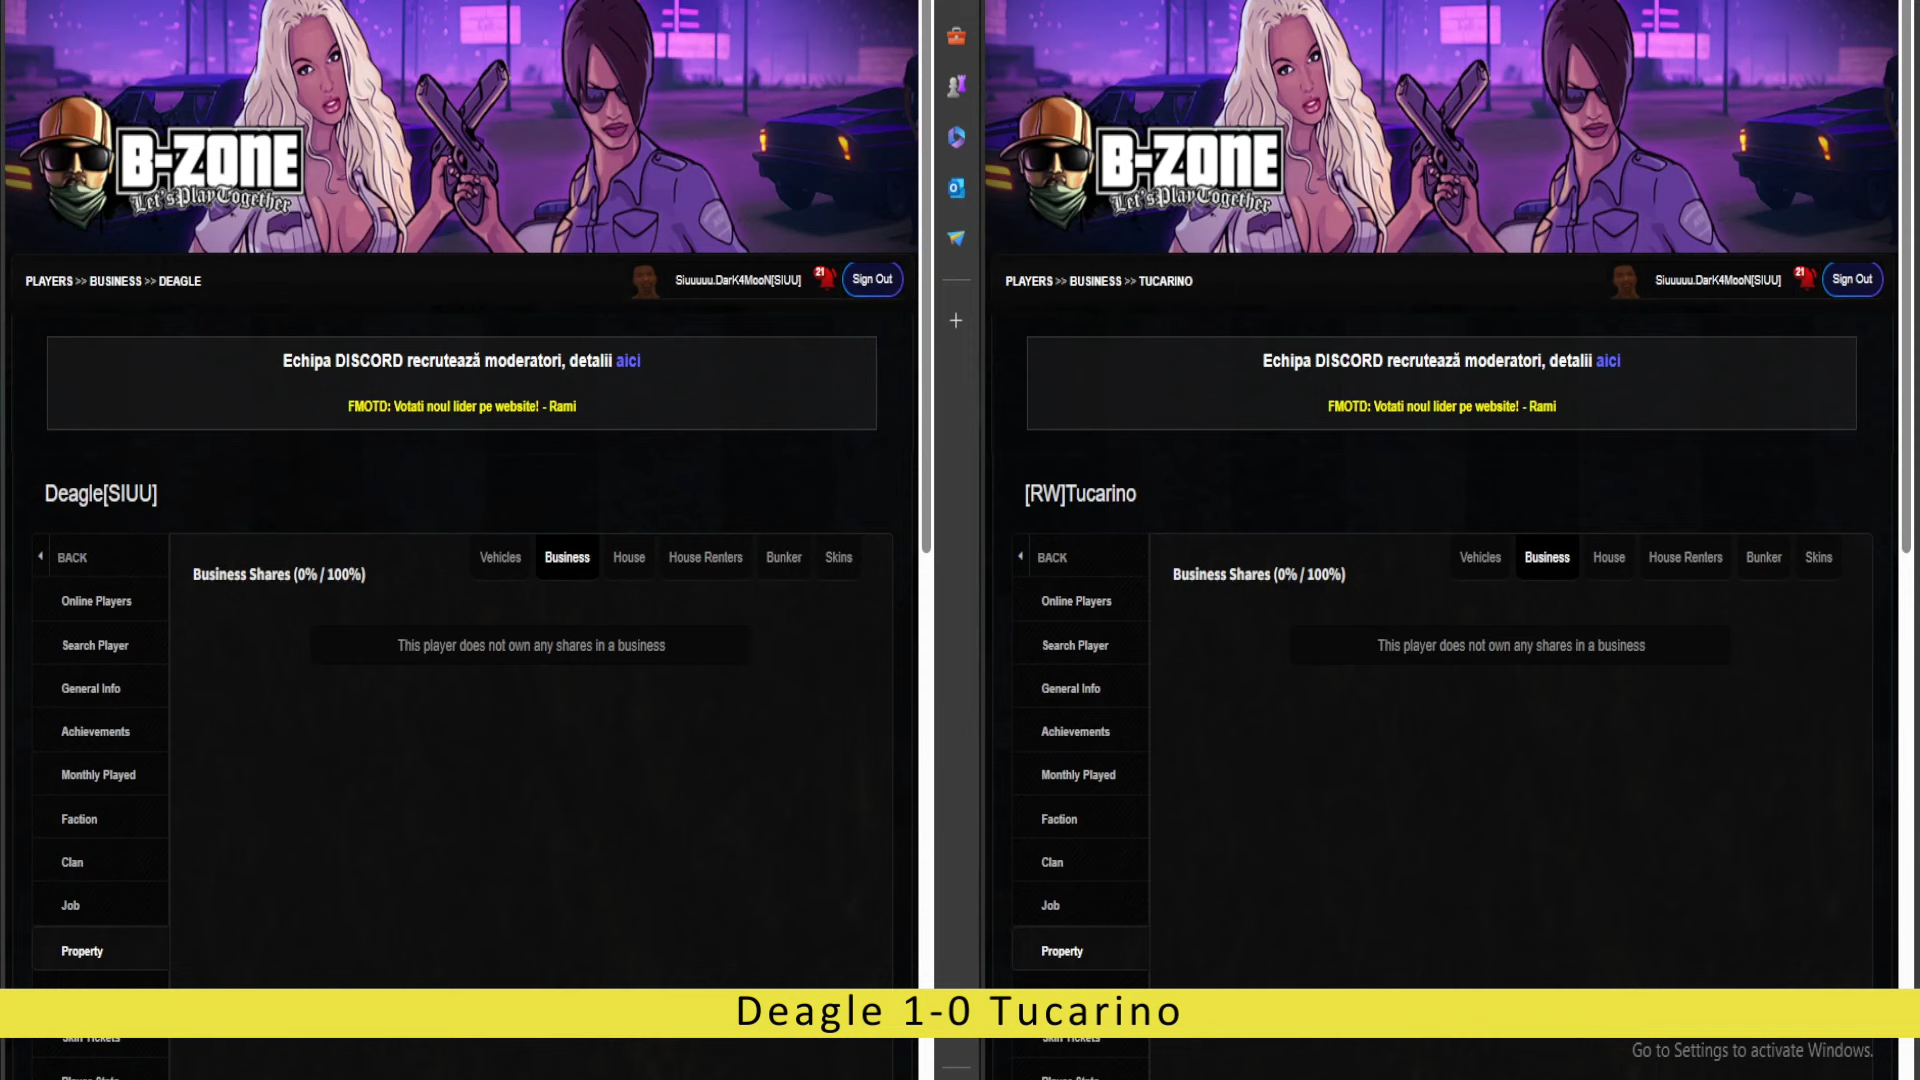 B-ZONE
Let'sPlayTogether
PLAYERS >> BUSINESS >> DEAGLE
Siuuuuu.DarK4MooN[SIUU]
21
Sign Out
Echipa DISCORD recrutează moderatori, detalii aici
FMOTD: Votati noul lider pe website! - Rami
Deagle[SIUU]
BACK
Vehicles
Business
House
House Renters
Bunker
Skins
Business Shares (0% / 100%)
Online Players
This player does not own any shares in a business
Search Player
General Info
Achievements
Monthly Played
Faction
Clan
Job
Property
B-ZONE
Let'sPlayTogether
PLAYERS >> BUSINESS >> TUCARINO
Siuuuuu.DarK4MooN[SIUU]
21
Sign Out
Echipa DISCORD recrutează moderatori, detalii aici
FMOTD: Votati noul lider pe website! - Rami
[RW]Tucarino
BACK
Vehicles
Business
House
House Renters
Bunker
Skins
Business Shares (0% / 100%)
Online Players
This player does not own any shares in a business
Search Player
General Info
Achievements
Monthly Played
Faction
Clan
Job
Property
Deagle 1-0 Tucarino
Go to Settings to activate Windows.